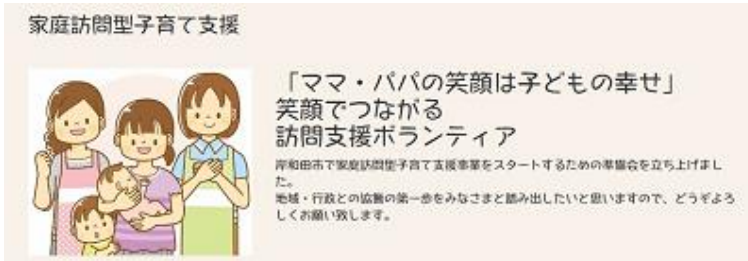 家庭訪問型子育て支援
「ママ・パパの笑顔は子どもの幸せ」
笑顔でつながる
訪問支援ボランティア
岸和田市で家庭訪問型子育て支援事業をスタートするための準備会を立ち上げまし
た。
地域・行政との協働の第一歩をみなさまと踏み出したいと思いますので、どうぞよろ
しくお願い致します。